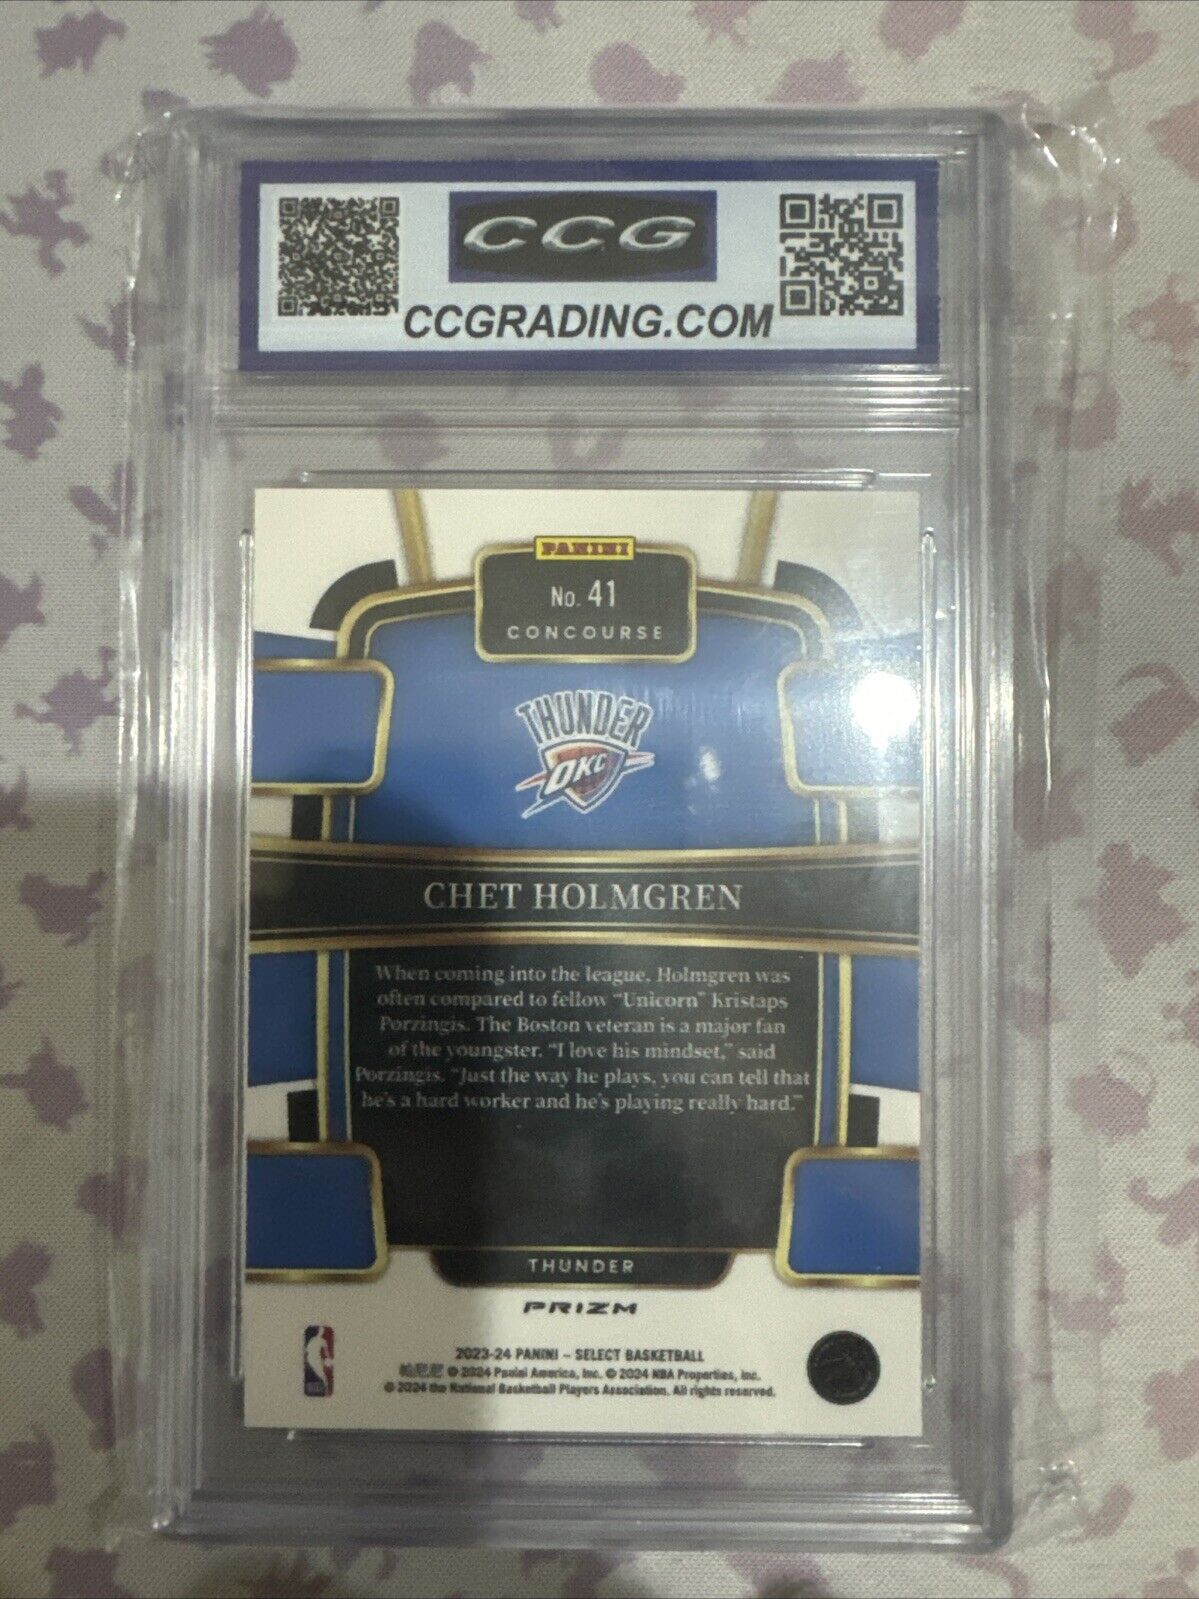 CCG
CCGRADING.COM
PANINI
No. 41
CONCOURSE
THUNDER
OKC
CHET HOLMGREN
When coming into the league, Holmgren was
often compared to fellow "Unicorn" Kristaps
Porzingis. The Boston veteran is a major fan
of the youngster. "I love his mindset," said
Porzingis. "Just the way he plays, you can tell that
he's a hard worker and he's playing really hard."
THUNDER
PRIZM
2023-24 PANINI – SELECT BASKETBALL
帕尼尼 © 2024 Panini America, Inc. © 2024 NBA Properties, Inc.
© 2024 the National Basketball Players Association. All rights reserved.